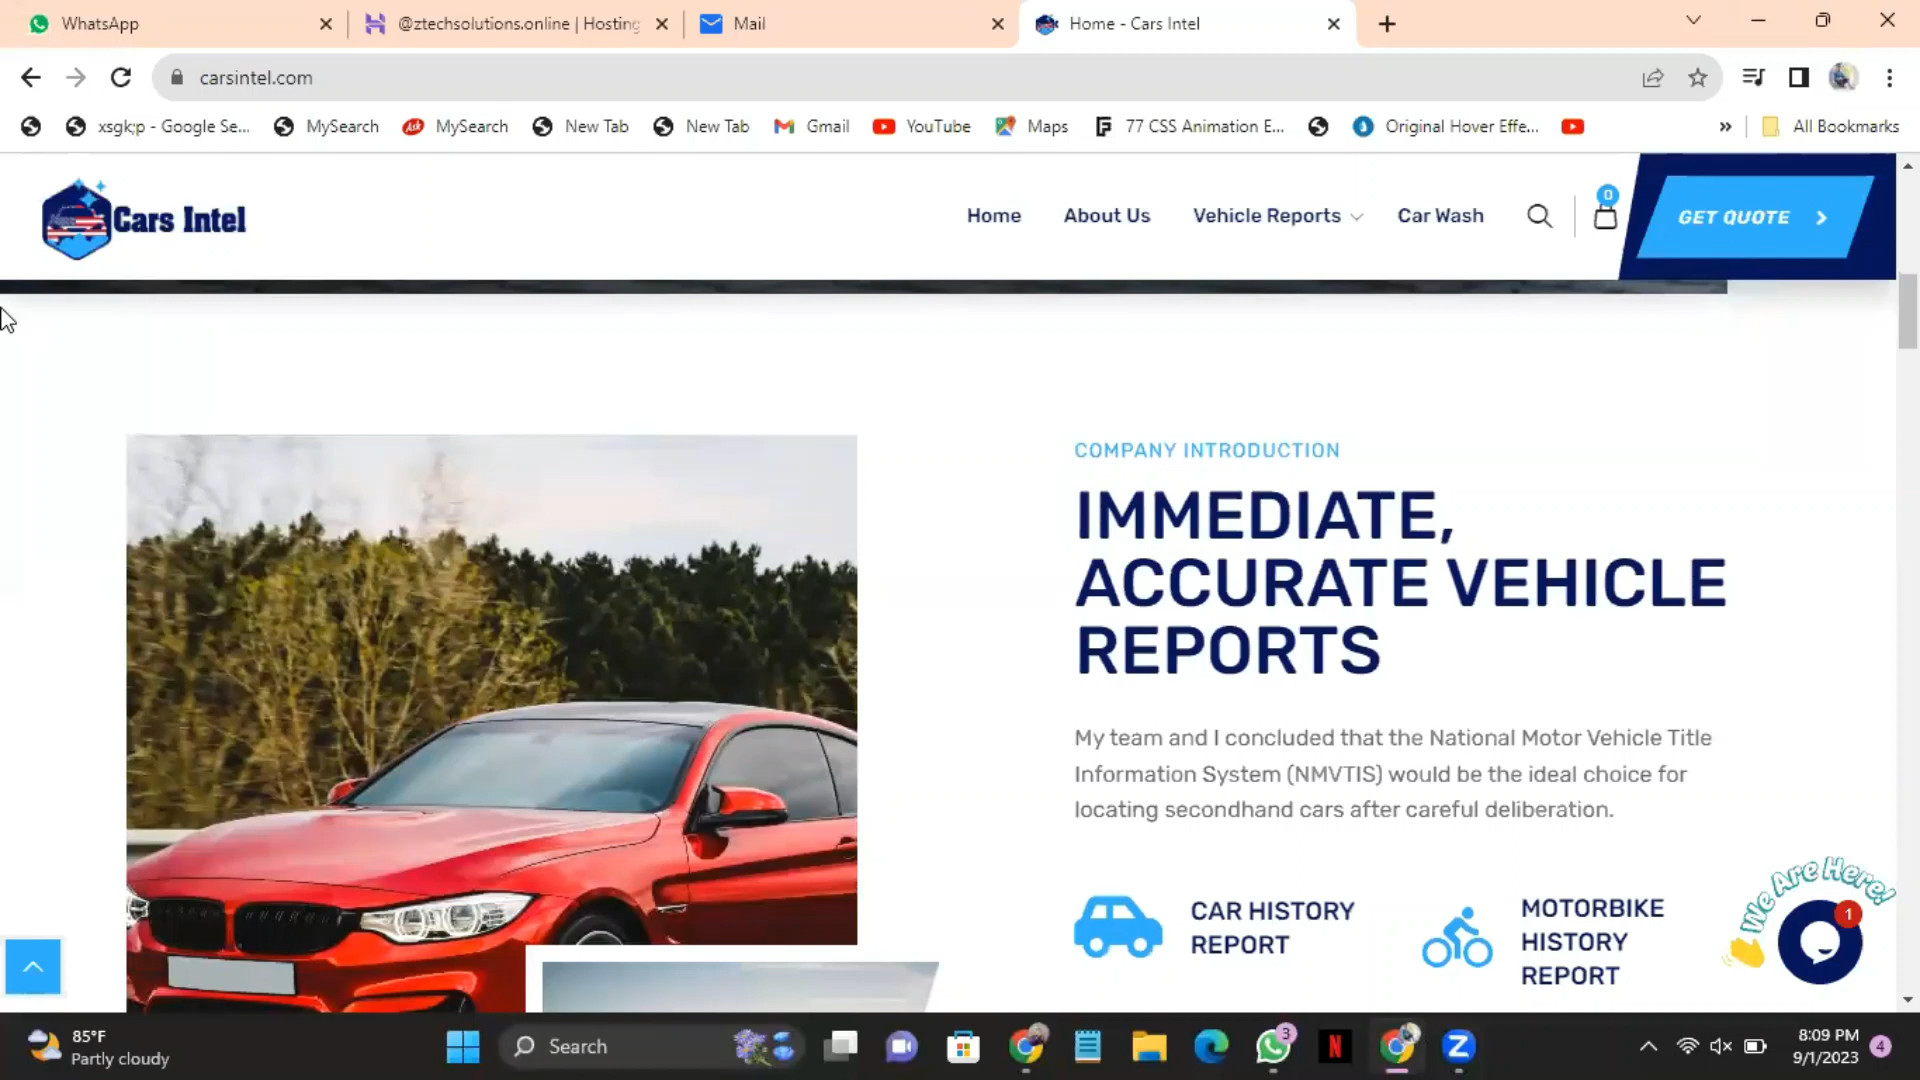 WhatsApp
@ztechsolutions.online | Hosting
Mail
Home - Cars Intel
carsintel.com
xsgk;p - Google Se...
MySearch
MySearch
New Tab
New Tab
Gmail
YouTube
Maps
77 CSS Animation E...
Original Hover Effe...
All Bookmarks
Cars Intel
Home
About Us
Vehicle Reports
Car Wash
0
GET QUOTE
COMPANY INTRODUCTION
IMMEDIATE,
ACCURATE VEHICLE
REPORTS
My team and I concluded that the National Motor Vehicle Title
Information System (NMVTIS) would be the ideal choice for
locating secondhand cars after careful deliberation.
CAR HISTORY
REPORT
MOTORBIKE
HISTORY
REPORT
We Are Here!
1
85°F
Partly cloudy
Search
3
8:09 PM
9/1/2023
4